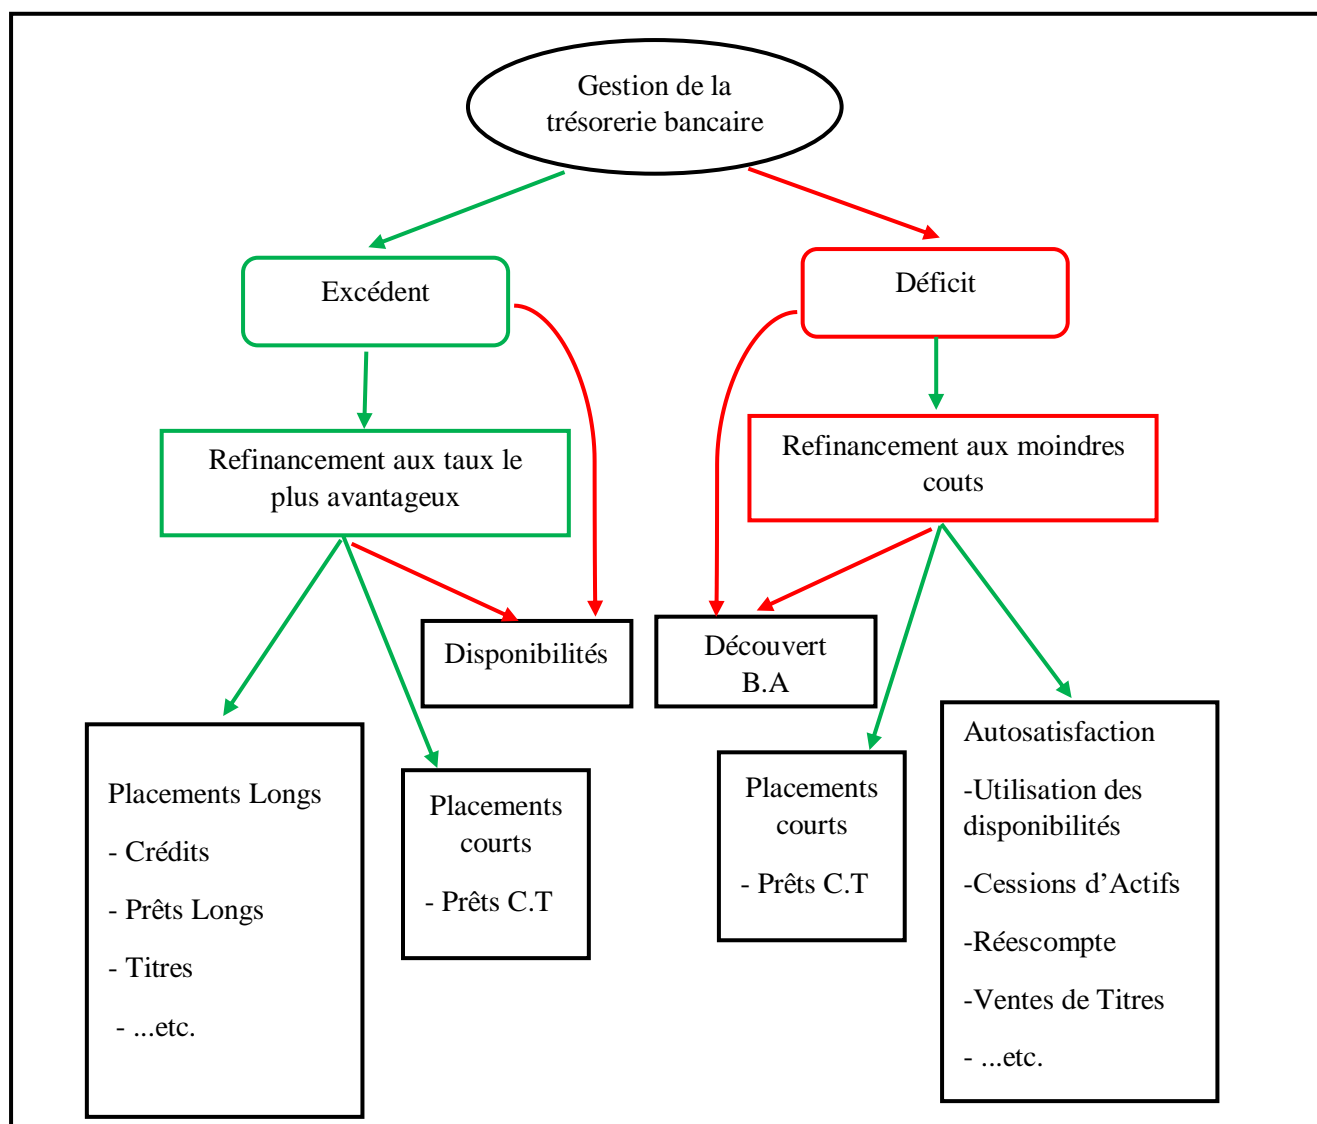 Gestion de la
trésorerie bancaire
Excédent
Déficit
Refinancement aux taux le
plus avantageux
Refinancement aux moindres
couts
Disponibilités
Découvert
B.A
Placements Longs
- Crédits
- Prêts Longs
- Titres
- ...etc.
Placements
courts
- Prêts C.T
Placements
courts
- Prêts C.T
Autosatisfaction
-Utilisation des
disponibilités
-Cessions d’Actifs
-Réescompte
-Ventes de Titres
- ...etc.